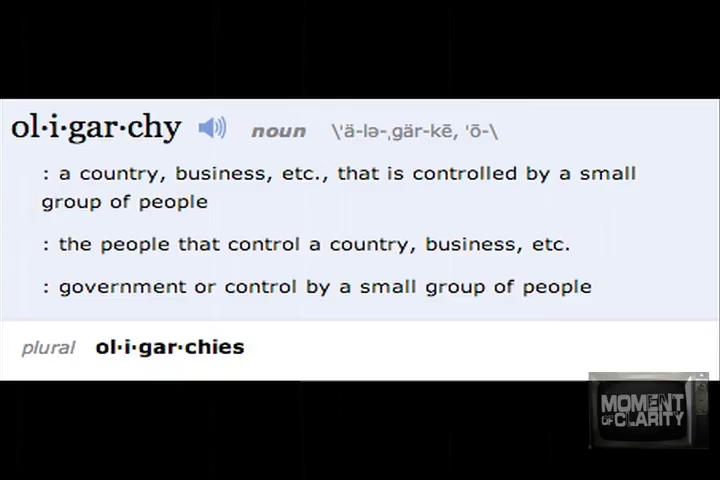 ol·i·gar·chy noun \ˈä-lə-ˌgär-kē, ˈō-\
: a country, business, etc., that is controlled by a small
group of people
: the people that control a country, business, etc.
: government or control by a small group of people
plural ol·i·gar·chies
MOMENT
OF CLARITY